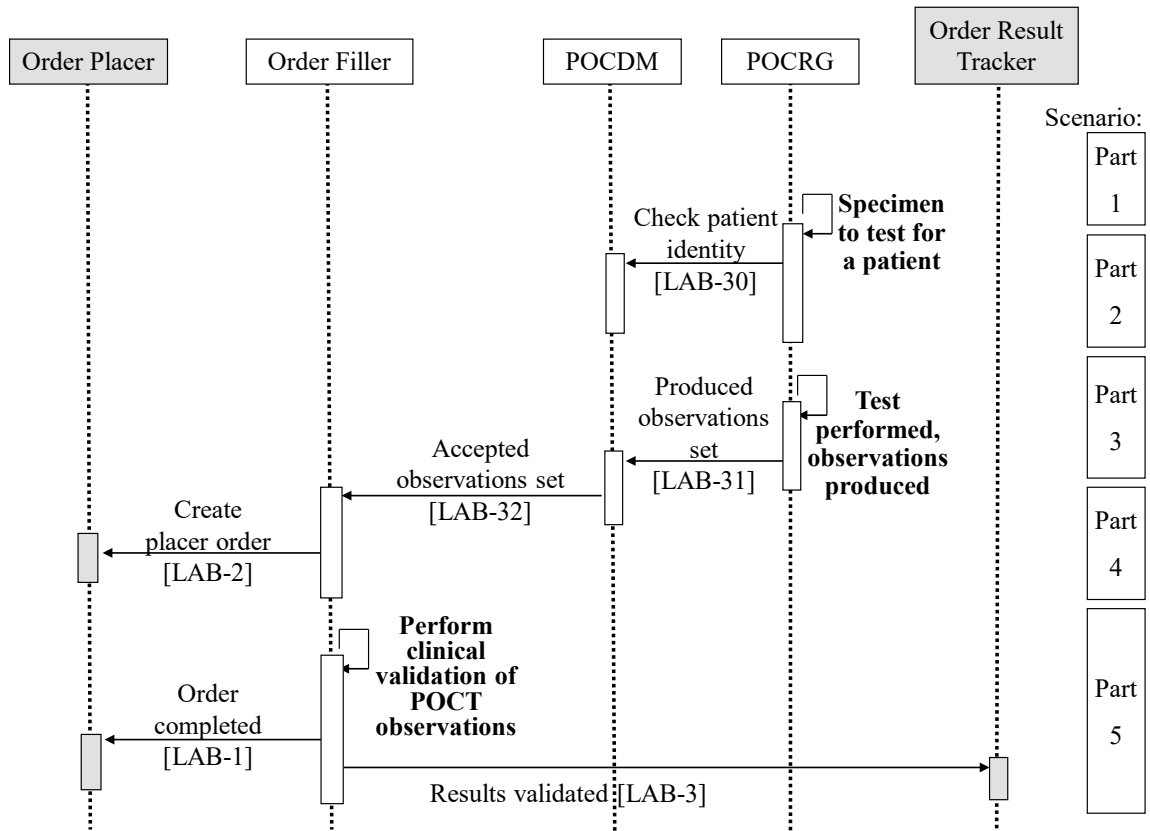 Order Placer
Order Filler
POCDM
POCRG
Order Result
Tracker
Scenario:
Part
1
Specimen
to test for
a patient
Check patient
identity
[LAB-30]
Part
2
Part
3
Test
performed,
observations
produced
Produced
observations
set
[LAB-31]
Accepted
observations set
[LAB-32]
Part
4
Create
placer order
[LAB-2]
Perform
clinical
validation of
POCT
observations
Part
5
Order
completed
[LAB-1]
Results validated [LAB-3]